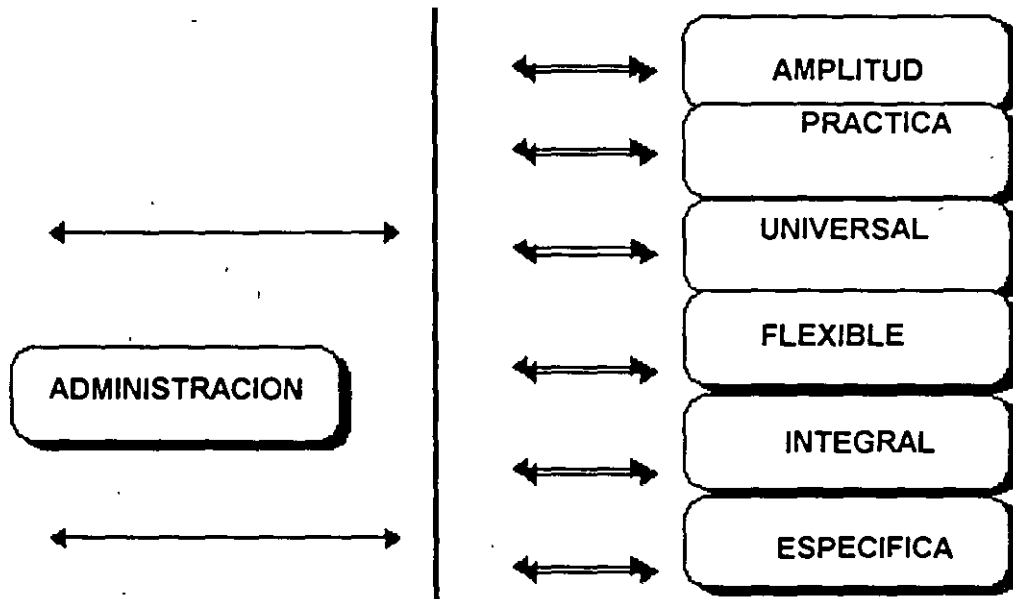 AMPLITUD
PRACTICA
UNIVERSAL
FLEXIBLE
ADMINISTRACION
INTEGRAL
ESPECIFICA